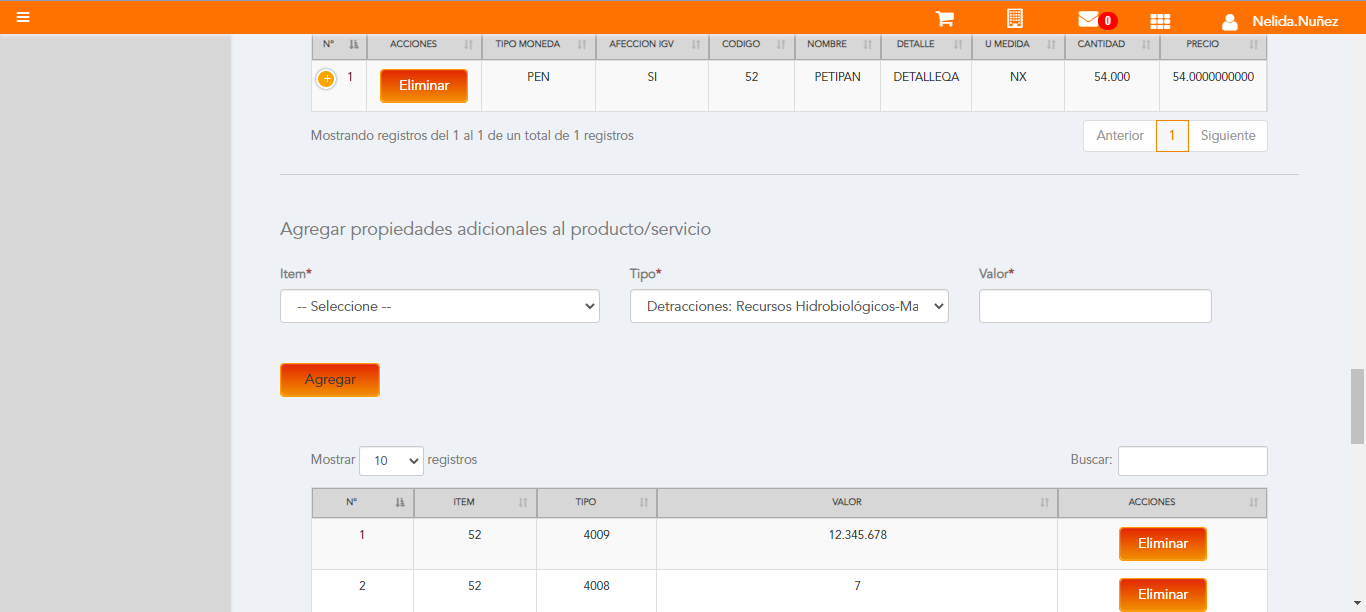 0 Nelida.Nuñez
N° ACCIONES TIPO MONEDA AFECCION IGV CODIGO NOMBRE DETALLE U MEDIDA CANTIDAD PRECIO
+ 1 Eliminar PEN SI 52 PETIPAN DETALLEQA NX 54.000 54.0000000000
Mostrando registros del 1 al 1 de un total de 1 registros Anterior 1 Siguiente
Agregar propiedades adicionales al producto/servicio
Item* Tipo* Valor*
-- Seleccione -- Detracciones: Recursos Hidrobiológicos-Ma
Agregar
Mostrar 10 registros Buscar:
N° ITEM TIPO VALOR ACCIONES
1 52 4009 12.345.678 Eliminar
2 52 4008 7 Eliminar